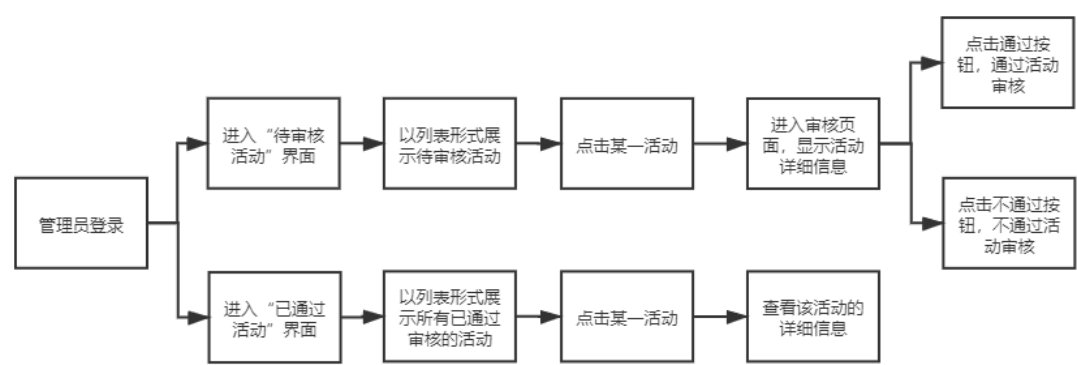 点击通过按
钮，通过活动
审核
进入“待审核
活动”界面
以列表形式展
示待审核活动
点击某一活动
进入审核页
面，显示活动
详细信息
管理员登录
点击不通过按
钮，不通过活
动审核
进入“已通过
活动”界面
以列表形式展
示所有已通过
审核的活动
点击某一活动
查看该活动的
详细信息